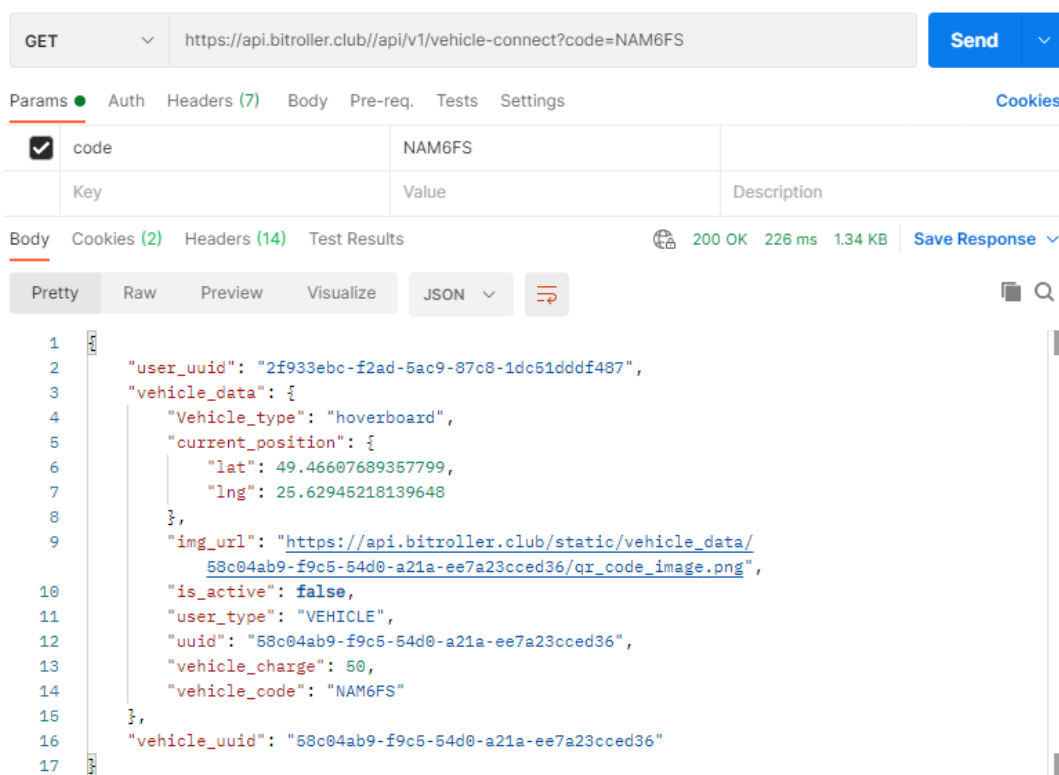 GET https://api.bitroller.club//api/v1/vehicle-connect?code=NAM6FS Send
Params Auth Headers (7) Body Pre-req. Tests Settings Cookies
code NAM6FS
Key Value Description
Body Cookies (2) Headers (14) Test Results 200 OK 226 ms 1.34 KB Save Response
Pretty Raw Preview Visualize JSON
1 {
2 "user_uuid": "2f933ebc-f2ad-5ac9-87c8-1dc51dddf487",
3 "vehicle_data": {
4 "Vehicle_type": "hoverboard",
5 "current_position": {
6 "lat": 49.46607689357799,
7 "lng": 25.62945218139648
8 },
9 "img_url": "https://api.bitroller.club/static/vehicle_data/
58c04ab9-f9c5-54d0-a21a-ee7a23cced36/qr_code_image.png",
10 "is_active": false,
11 "user_type": "VEHICLE",
12 "uuid": "58c04ab9-f9c5-54d0-a21a-ee7a23cced36",
13 "vehicle_charge": 50,
14 "vehicle_code": "NAM6FS"
15 },
16 "vehicle_uuid": "58c04ab9-f9c5-54d0-a21a-ee7a23cced36"
17 }